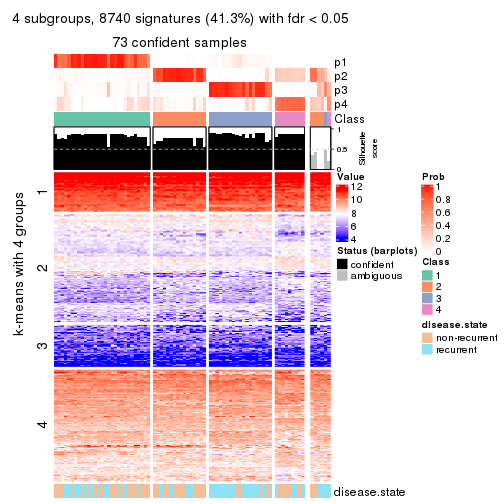 4 subgroups, 8740 signatures (41.3%) with fdr < 0.05
73 confident samples
p1
p2
p3
p4
Class
1
0.5
0
Silhouette
score
k-means with 4 groups
1
2
3
4
disease.state
Value
12
10
8
6
4
Status (barplots)
confident
ambiguous
Prob
1
0.8
0.6
0.4
0.2
0
Class
1
2
3
4
disease.state
non-recurrent
recurrent